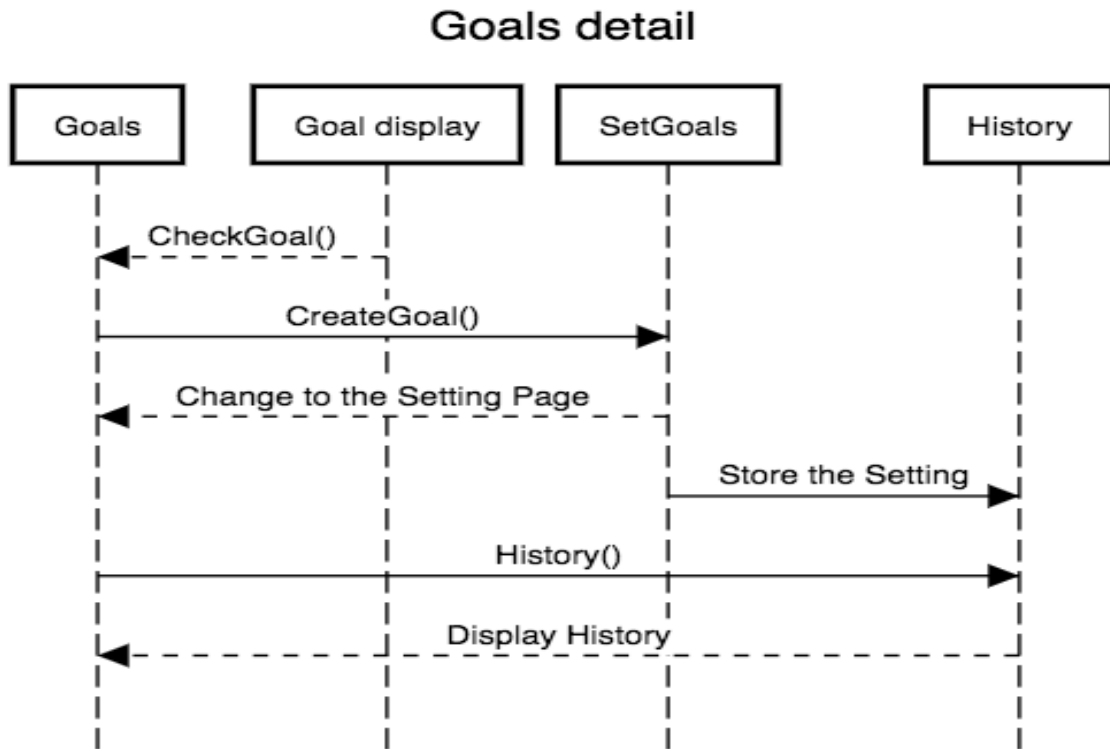 Goals detail
Goals
Goal display
SetGoals
History
CheckGoal()
CreateGoal()
Change to the Setting Page
Store the Setting
History()
Display History